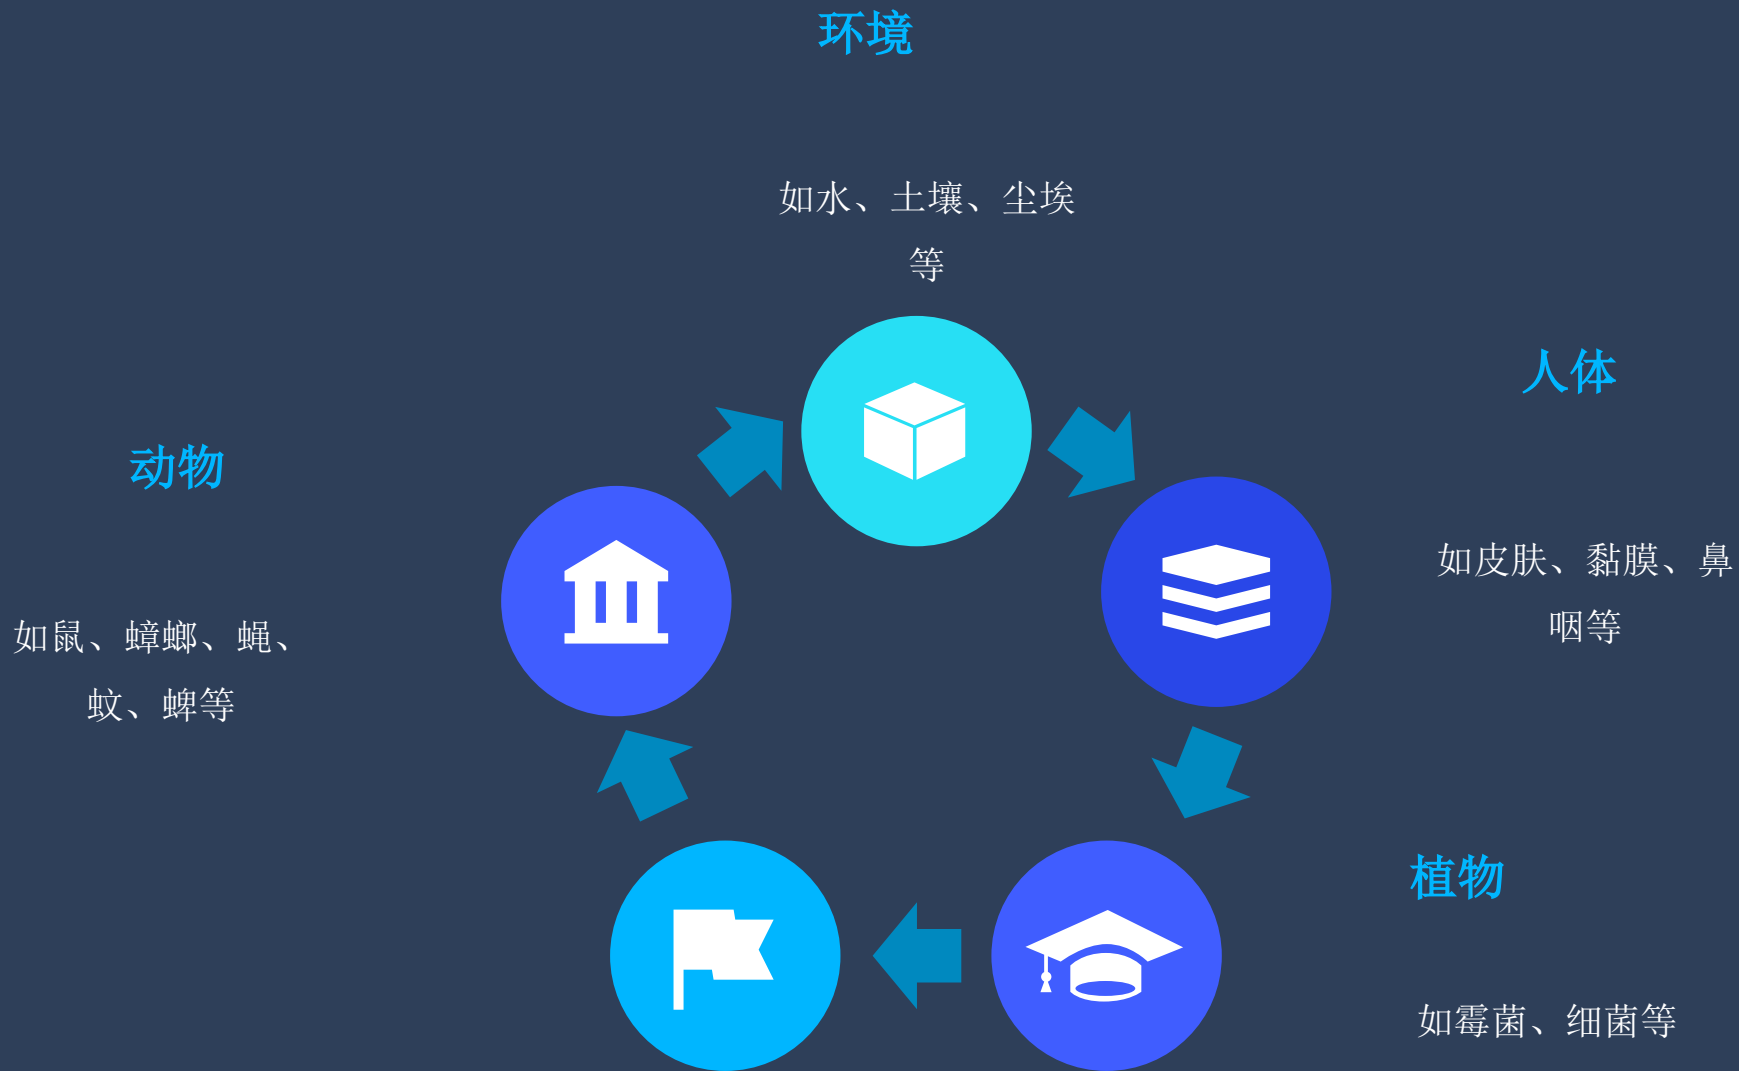 环境
如水、土壤、尘埃
等
人体
如皮肤、黏膜、鼻
咽等
动物
如鼠、蟑螂、蝇、
蚊、蜱等
植物
如霉菌、细菌等